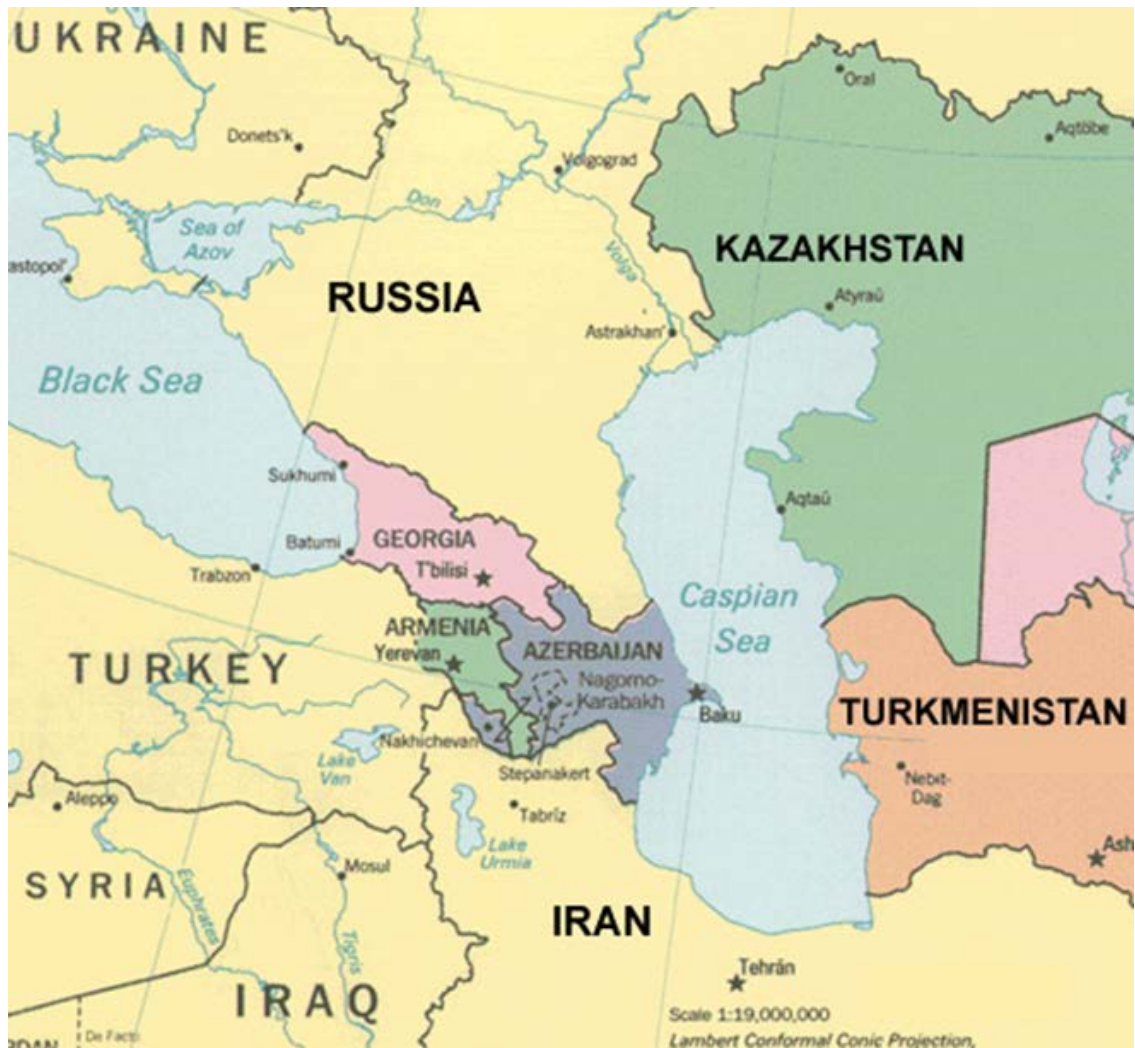 UKRAINE
Oral
Donets'k
Aqtöbe
Volgograd
Don
Sea of
Azov
KAZAKHSTAN
Volga
astopol'
RUSSIA
Atyraū
Astrakhan'
Black Sea
Sukhumi
Aqtaū
Batumi
GEORGIA
T'bilisi
Trabzon
Caspian
Sea
ARMENIA
Yerevan
AZERBAIJAN
TURKEY
Nagorno-
Karabakh
Baku
TURKMENISTAN
Nakhichevan
Lake
Van
Stepanakert
Nebit-
Dag
Aleppo
Tabrīz
Lake
Urmia
Ash
Mosul
SYRIA
Euphrates
Tigris
IRAN
Tehrān
IRAQ
Scale 1:19,000,000
Lambert Conformal Conic Projection,
RDAN
De Facto